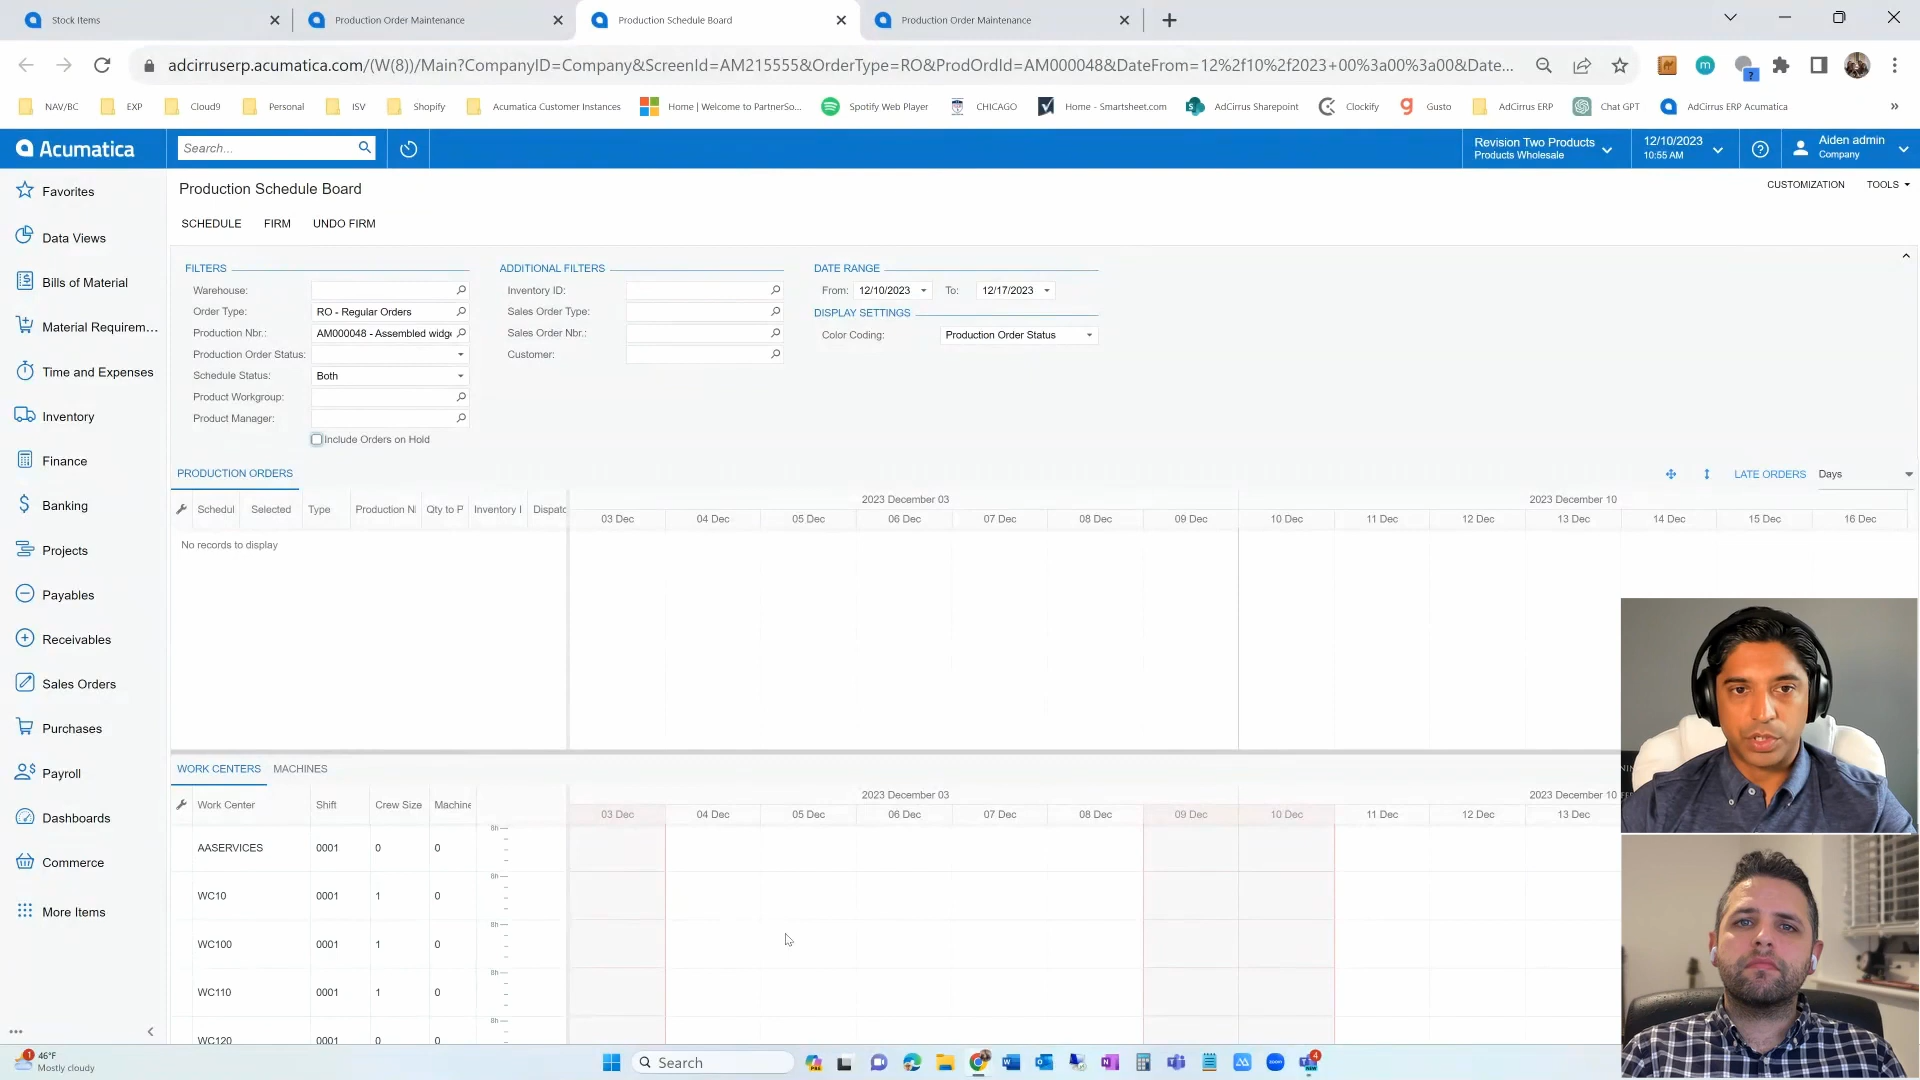 Stock Items
Production Order Maintenance
Production Schedule Board
Production Order Maintenance
adcirruserp.acumatica.com/(W(8))/Main?CompanyID=Company&ScreenId=AM215555&OrderType=RO&ProdOrdId=AM000048&DateFrom=12%2f10%2f2023+00%3a00%3a00&Date...
NAV/BC
EXP
Cloud9
Personal
ISV
Shopify
Acumatica Customer Instances
Home | Welcome to PartnerSo...
Spotify Web Player
CHICAGO
Home - Smartsheet.com
AdCirrus Sharepoint
Clockify
Gusto
AdCirrus ERP
Chat GPT
AdCirrus ERP Acumatica
Acumatica
Search...
Revision Two Products
Products Wholesale
12/10/2023
10:55 AM
Aiden admin
Company
Favorites
Data Views
Bills of Material
Material Requirem...
Time and Expenses
Inventory
Finance
Banking
Projects
Payables
Receivables
Sales Orders
Purchases
Payroll
Dashboards
Commerce
More Items
Production Schedule Board
CUSTOMIZATION
TOOLS
SCHEDULE
FIRM
UNDO FIRM
FILTERS
Warehouse:
Order Type:
RO - Regular Orders
Production Nbr.:
AM000048 - Assembled widg
Production Order Status:
Schedule Status:
Both
Product Workgroup:
Product Manager:
Include Orders on Hold
ADDITIONAL FILTERS
Inventory ID:
Sales Order Type:
Sales Order Nbr.:
Customer:
DATE RANGE
From:
12/10/2023
To:
12/17/2023
DISPLAY SETTINGS
Color Coding:
Production Order Status
PRODUCTION ORDERS
LATE ORDERS
Days
Schedul
Selected
Type
Production N
Qty to P
Inventory I
Dispatc
2023 December 03
2023 December 10
03 Dec
04 Dec
05 Dec
06 Dec
07 Dec
08 Dec
09 Dec
10 Dec
11 Dec
12 Dec
13 Dec
14 Dec
15 Dec
16 Dec
No records to display
WORK CENTERS
MACHINES
Work Center
Shift
Crew Size
Machine
2023 December 03
2023 December 10
03 Dec
04 Dec
05 Dec
06 Dec
07 Dec
08 Dec
09 Dec
10 Dec
11 Dec
12 Dec
13 Dec
AASERVICES 0001 0 0 8h
WC10 0001 1 0 8h
WC100 0001 1 0 8h
WC110 0001 1 0 8h
WC120 0001 0 0 8h
46°F
Mostly cloudy
Search